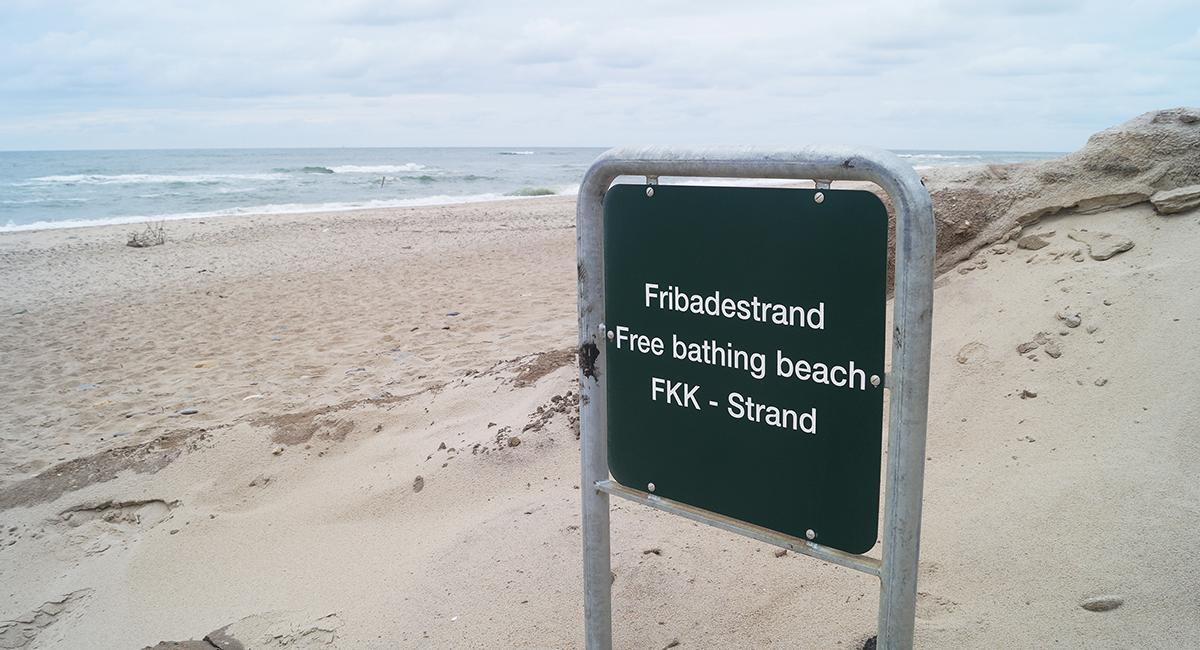 Fribadestrand
Free bathing beach
FKK - Strand